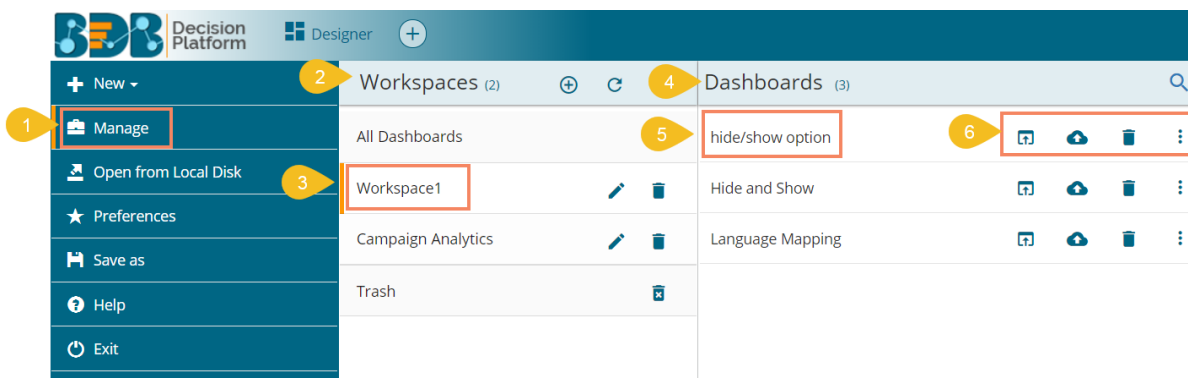 BDB Decision
Platform
Designer
New
2
Workspaces (2)
4
Dashboards (3)
1
Manage
All Dashboards
5
hide/show option
6
Open from Local Disk
3
Workspace1
Hide and Show
Preferences
Campaign Analytics
Language Mapping
Save as
Trash
Help
Exit